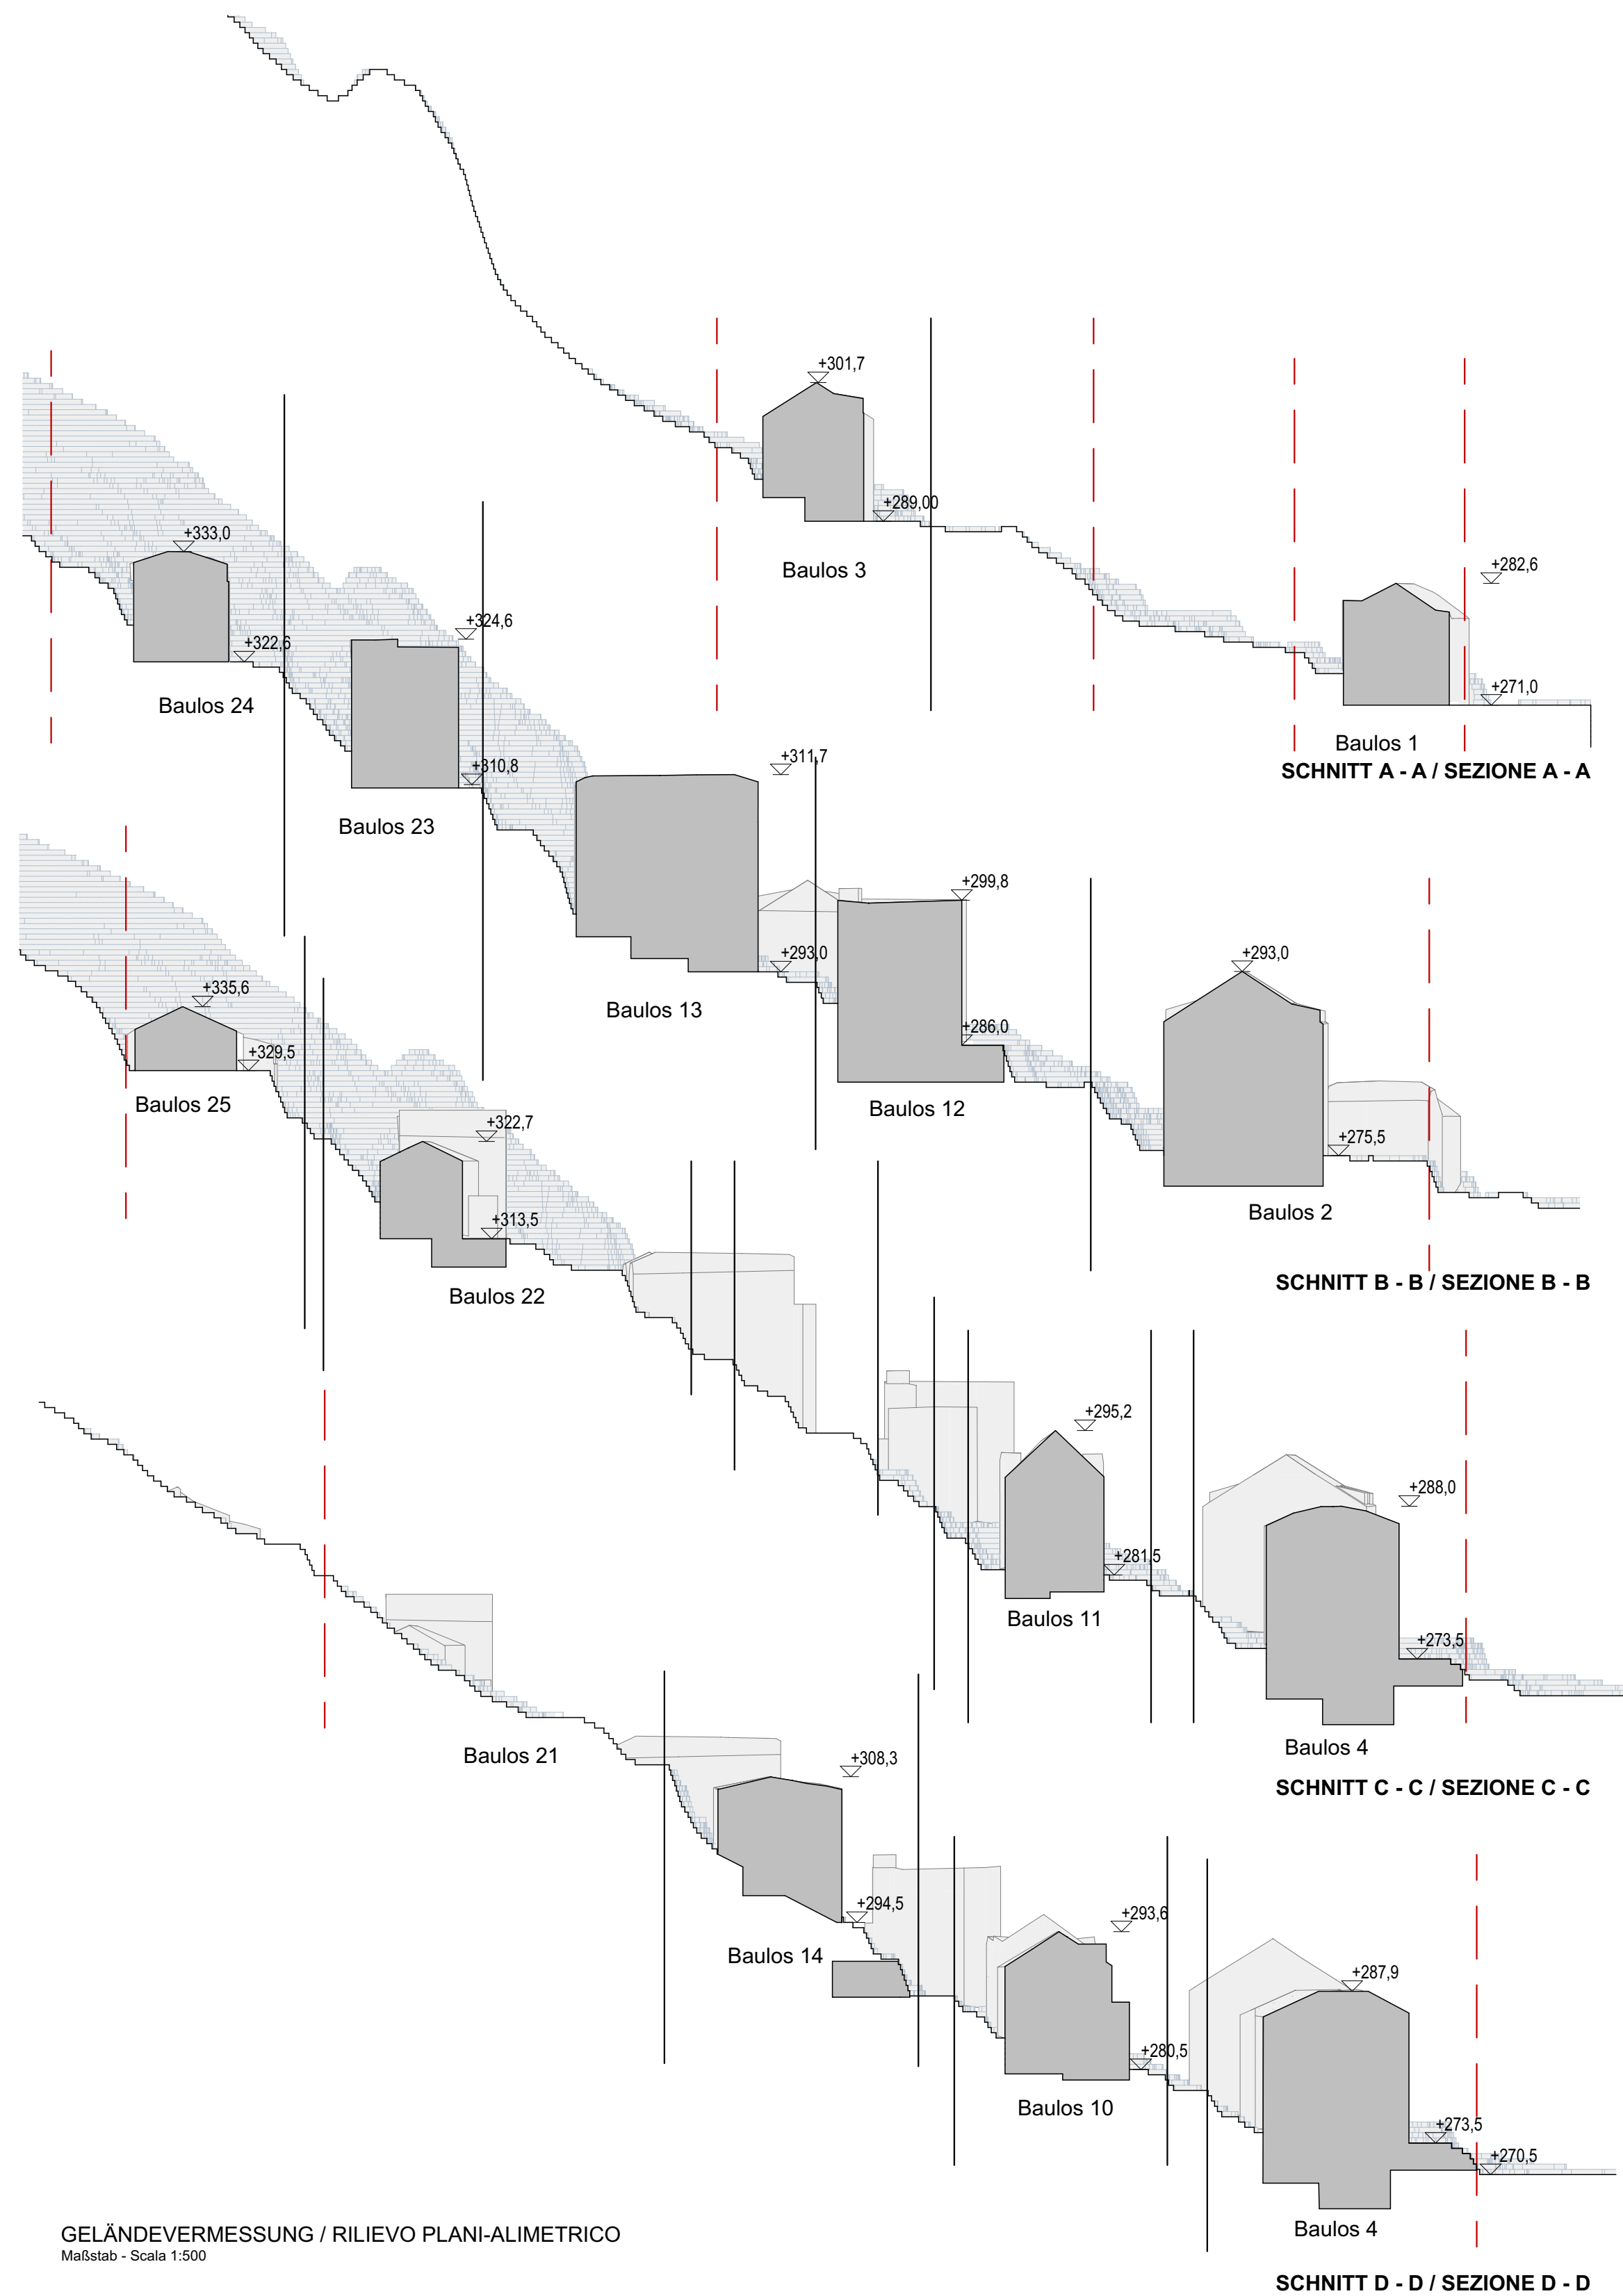 +301,7
+289,00
Baulos 3
+333,0
+282,6
+324,6
+322,6
+271,0
Baulos 24
Baulos 1
+311,7
+310,8
SCHNITT A - A / SEZIONE A - A
Baulos 23
+299,8
+293,0
+293,0
+335,6
Baulos 13
+286,0
+329,5
Baulos 25
Baulos 12
+322,7
+275,5
Baulos 2
+313,5
SCHNITT B - B / SEZIONE B - B
Baulos 22
+295,2
+288,0
+281,5
Baulos 11
+273,5
Baulos 4
Baulos 21
+308,3
SCHNITT C - C / SEZIONE C - C
+294,5
+293,6
Baulos 14
+287,9
+280,5
Baulos 10
+273,5
+270,5
Baulos 4
GELÄNDEVERMESSUNG / RILIEVO PLANI-ALIMETRICO
Maßstab - Scala 1:500
SCHNITT D - D / SEZIONE D - D